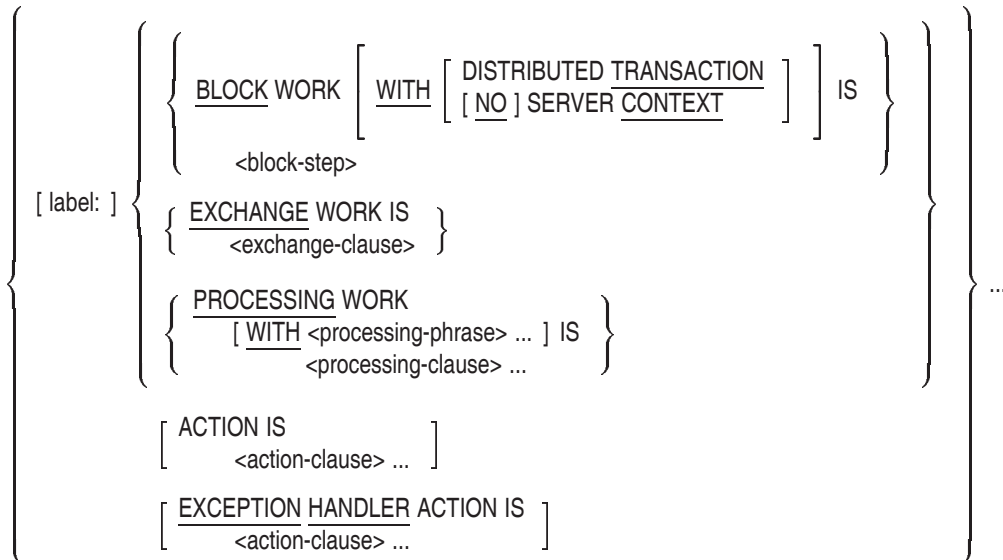 BLOCK WORK [ WITH [ DISTRIBUTED TRANSACTION
[ NO ] SERVER CONTEXT ] ] IS
<block-step>
[ label: ]
EXCHANGE WORK IS
<exchange-clause>
PROCESSING WORK
[ WITH <processing-phrase> ... ] IS
<processing-clause> ...
...
ACTION IS
<action-clause> ...
EXCEPTION HANDLER ACTION IS
<action-clause> ...